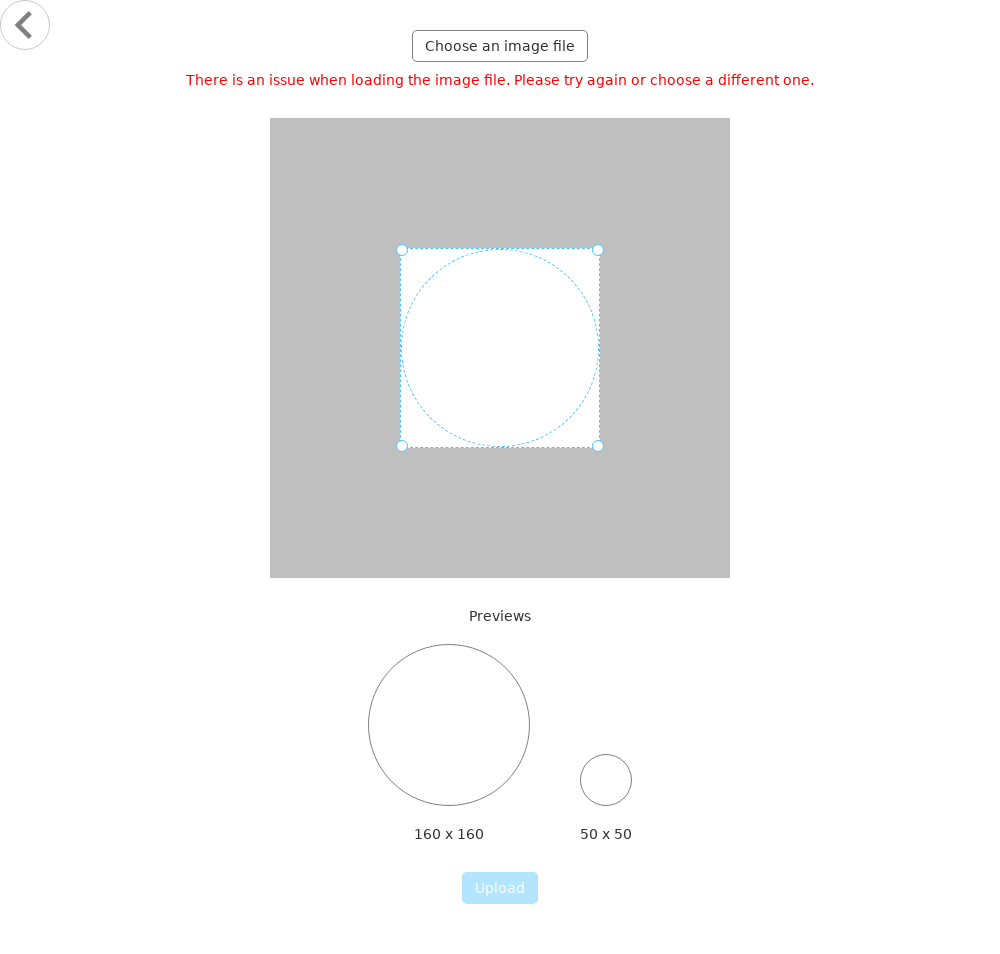 Choose an image file
There is an issue when loading the image file. Please try again or choose a different one.
Previews
160 x 160
50 x 50
Upload